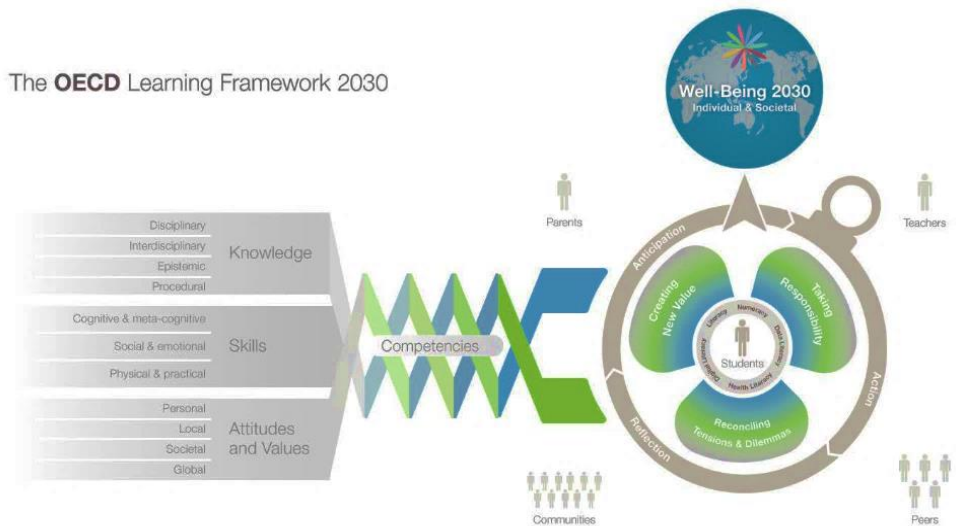 The OECD Learning Framework 2030
Well-Being 2030
Individual & Societal
Parents
Teachers
Disciplinary
Interdisciplinary
Epistemic
Procedural
Knowledge
Cognitive & meta-cognitive
Social & emotional
Physical & practical
Skills
Personal
Local
Societal
Global
Attitudes
and Values
Competencies
Anticipation
Action
Reflection
Creating
New Value
Taking
Responsibility
Reconciling
Tensions & Dilemmas
Literacy
Numeracy
Data Literacy
Health Literacy
Digital Literacy
Students
Communities
Peers